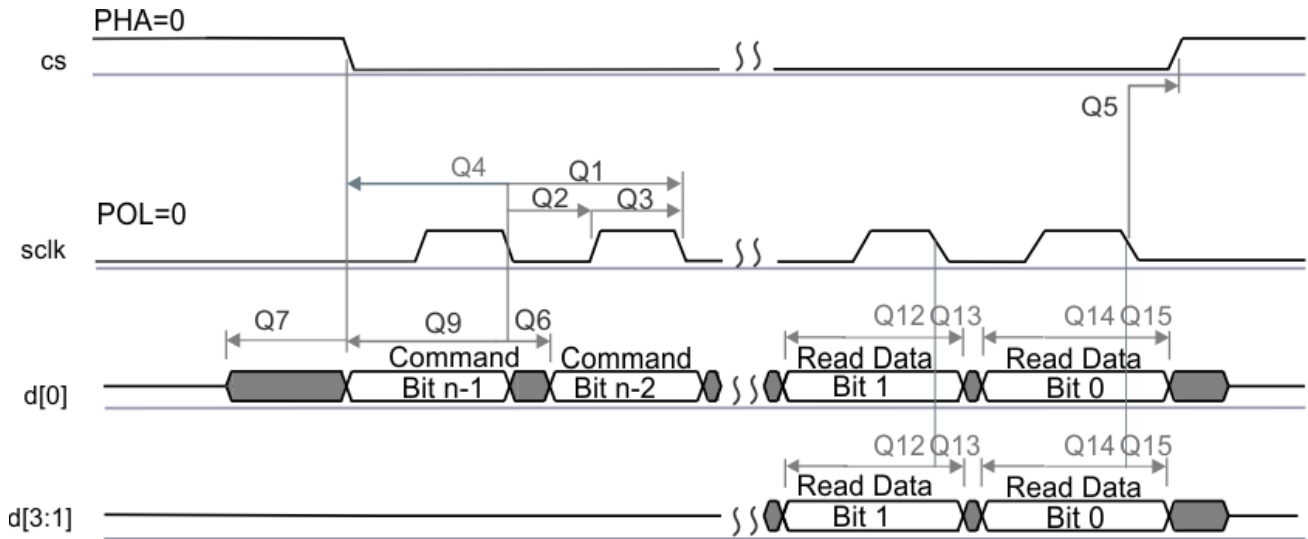 PHA=0
cs
Q5
Q4 Q1
Q2 Q3
POL=0
sclk
Q7 Q9 Q6 Q12 Q13 Q14 Q15
Command Command Read Data Read Data
d[0] Bit n-1 Bit n-2 Bit 1 Bit 0
Q12 Q13 Q14 Q15
Read Data Read Data
d[3:1] Bit 1 Bit 0